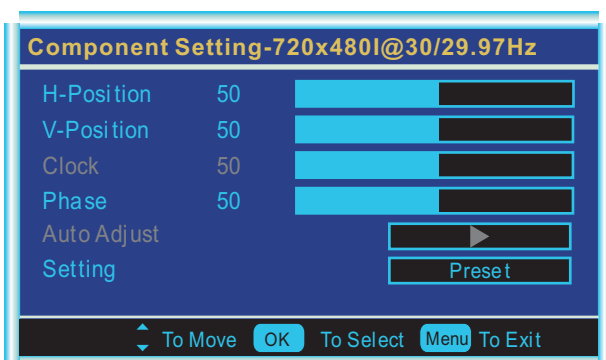 Component Setting-720x480I@30/29.97Hz
H-Position 50
V-Position 50
Clock 50
Phase 50
Auto Adjust
Setting Preset
To Move OK To Select Menu To Exit